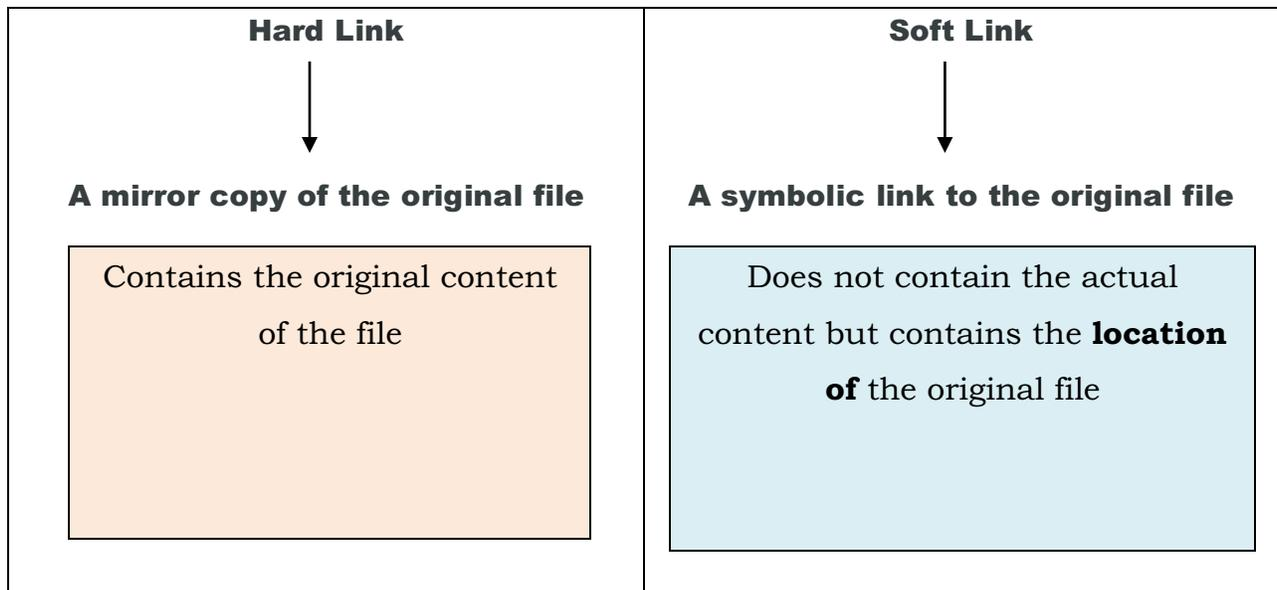 Hard Link
A mirror copy of the original file
Contains the original content
of the file
Soft Link
A symbolic link to the original file
Does not contain the actual
content but contains the location
of the original file